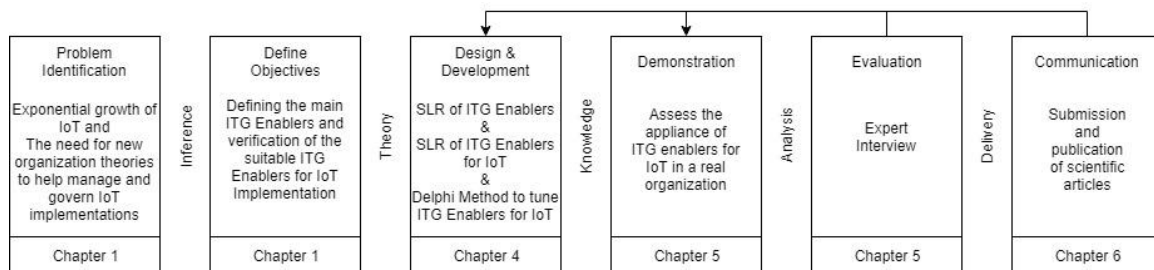 Problem
Identification
Exponential growth of
IoT and
The need for new
organization theories
to help manage and
govern IoT
implementations
Chapter 1
Inference
Define
Objectives
Defining the main
ITG Enablers and
verification of the
suitable ITG
Enablers for IoT
Implementation
Chapter 1
Theory
Design &
Development
SLR of ITG Enablers
&
SLR of ITG Enablers
for IoT
&
Delphi Method to tune
ITG Enablers for IoT
Chapter 4
Knowledge
Demonstration
Assess the
appliance of
ITG enablers for
IoT in a real
organization
Chapter 5
Analysis
Evaluation
Expert
Interview
Chapter 5
Delivery
Communication
Submission
and
publication
of scientific
articles
Chapter 6